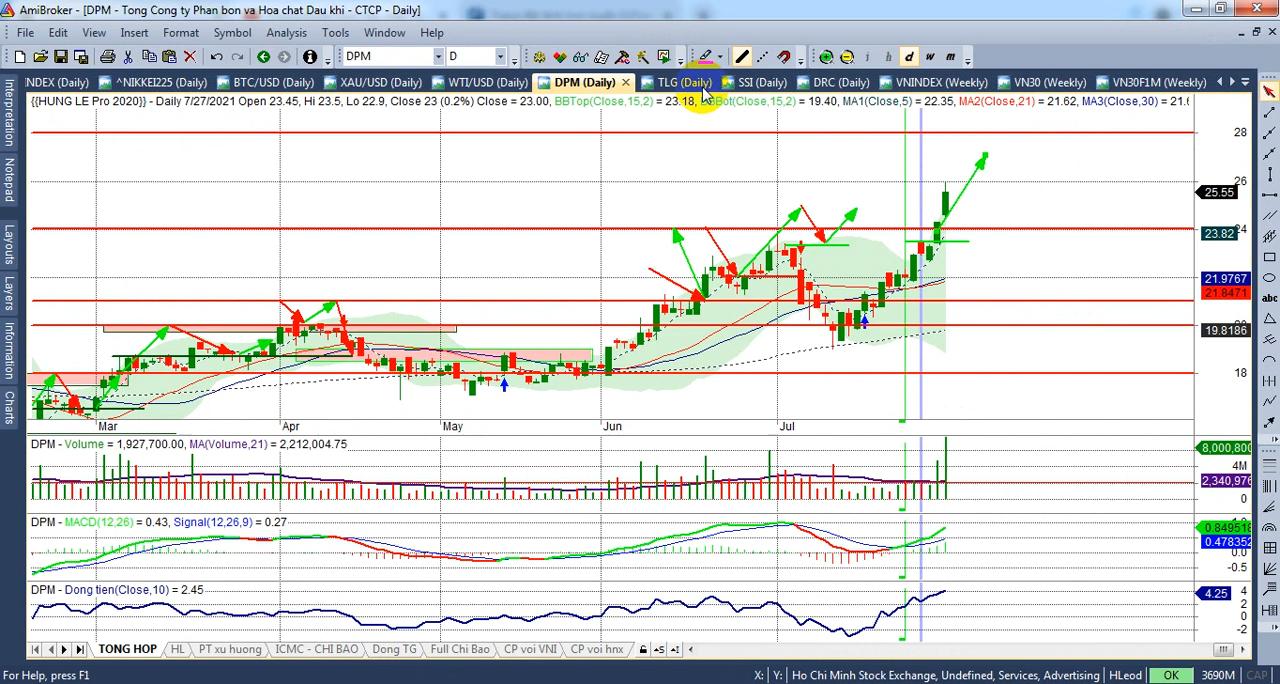 AmiBroker - [DPM - Tong Cong ty Phan bon va Hoa chat Dau khi - CTCP - Daily]
File Edit View Insert Format Symbol Analysis Tools Window Help
DPM D i h d w m
INDEX (Daily) ^NIKKEI225 (Daily) BTC/USD (Daily) XAU/USD (Daily) WTI/USD (Daily) DPM (Daily) TLG (Daily) SSI (Daily) DRC (Daily) VNINDEX (Weekly) VN30 (Weekly) VN30F1M (Weekly)
{{HUNG LE Pro 2020}} - Daily 7/27/2021 Open 23.45, Hi 23.5, Lo 22.9, Close 23 (0.2%) Close = 23.00, BBTop(Close,15,2) = 23.18, BBBot(Close,15,2) = 19.40, MA1(Close,5) = 22.35, MA2(Close,21) = 21.62, MA3(Close,30) = 21.6
Interpretation
Notepad
Layouts
Layers
Information
Charts
abc
28
26
25.55
24
23.82
21.9767
21.8471
19.8186
18
Mar Apr May Jun Jul
DPM - Volume = 1,927,700.00, MA(Volume,21) = 2,212,004.75
8,000,800
4M
2,340,976
0
DPM - MACD(12,26) = 0.43, Signal(12,26,9) = 0.27
0.849518
0.478352
0.0
-0.5
DPM - Dong tien(Close,10) = 2.45
4.25
4
2
0
-2
TONG HOP HL PT xu huong ICMC - CHI BAO Dong TG Full Chi Bao CP voi VNI CP voi hnx
For Help, press F1 X: Y: Ho Chi Minh Stock Exchange, Undefined, Services, Advertising HLeod OK 3690M CAP